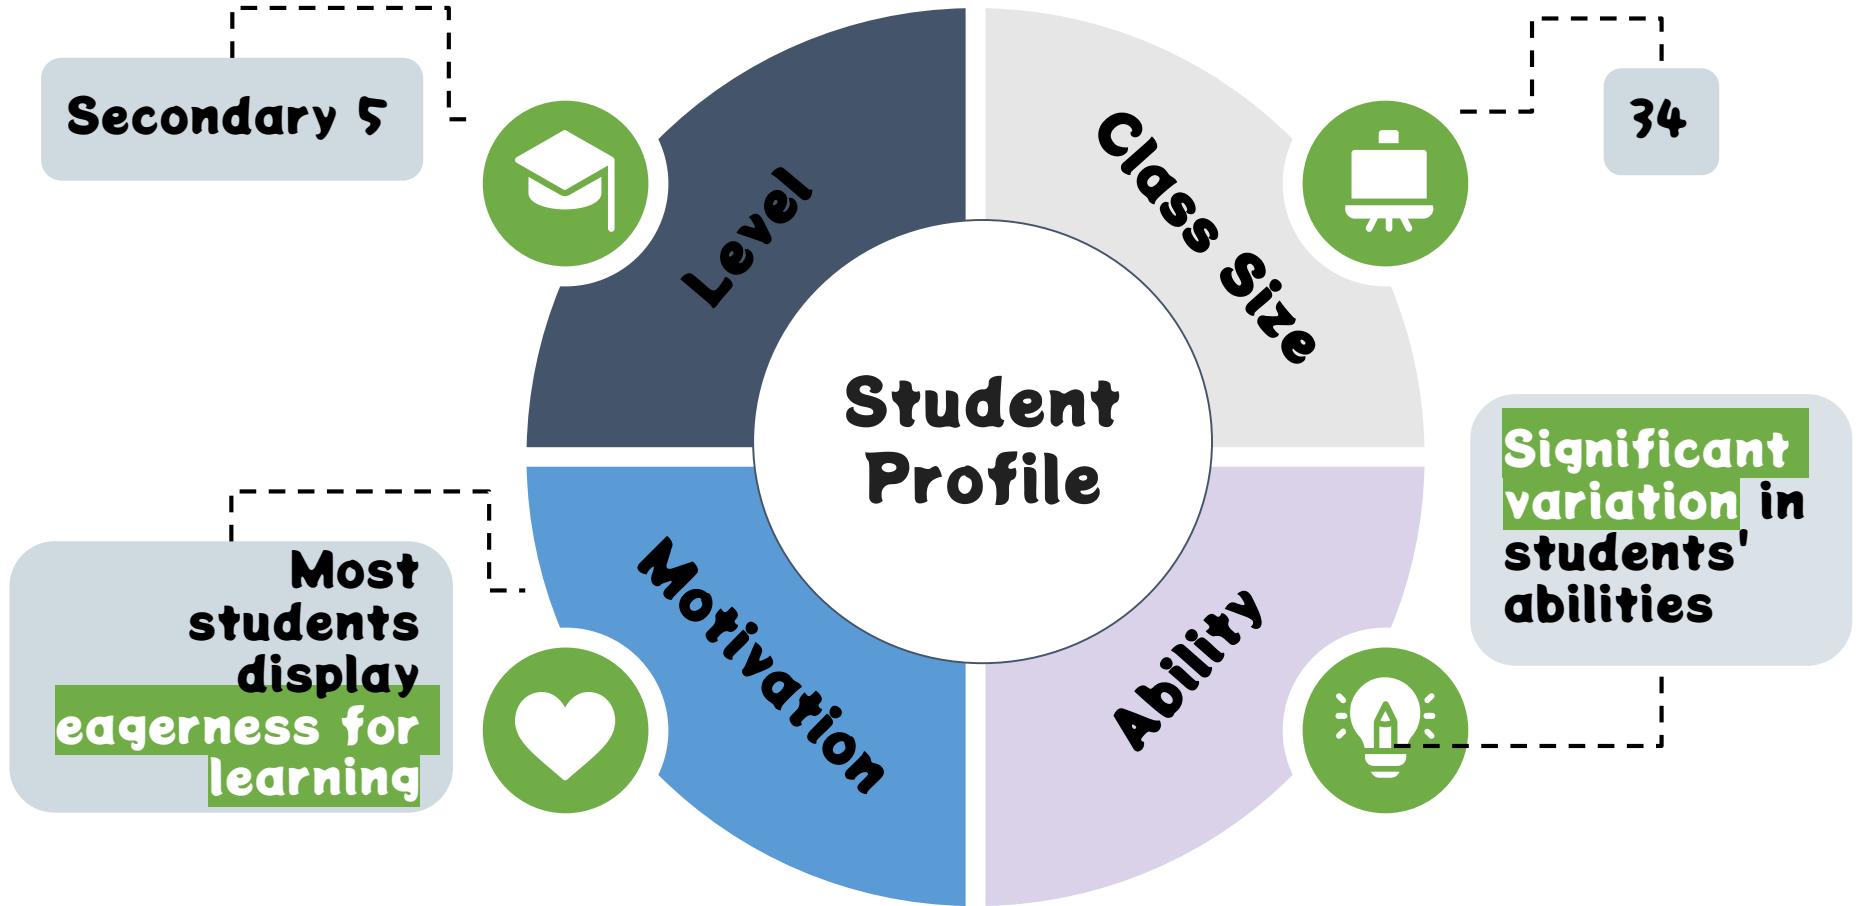 Secondary 5
Level
Class Size
34
Student
Profile
Most
students
display
eagerness for
learning
Motivation
Ability
Significant
variation in
students'
abilities